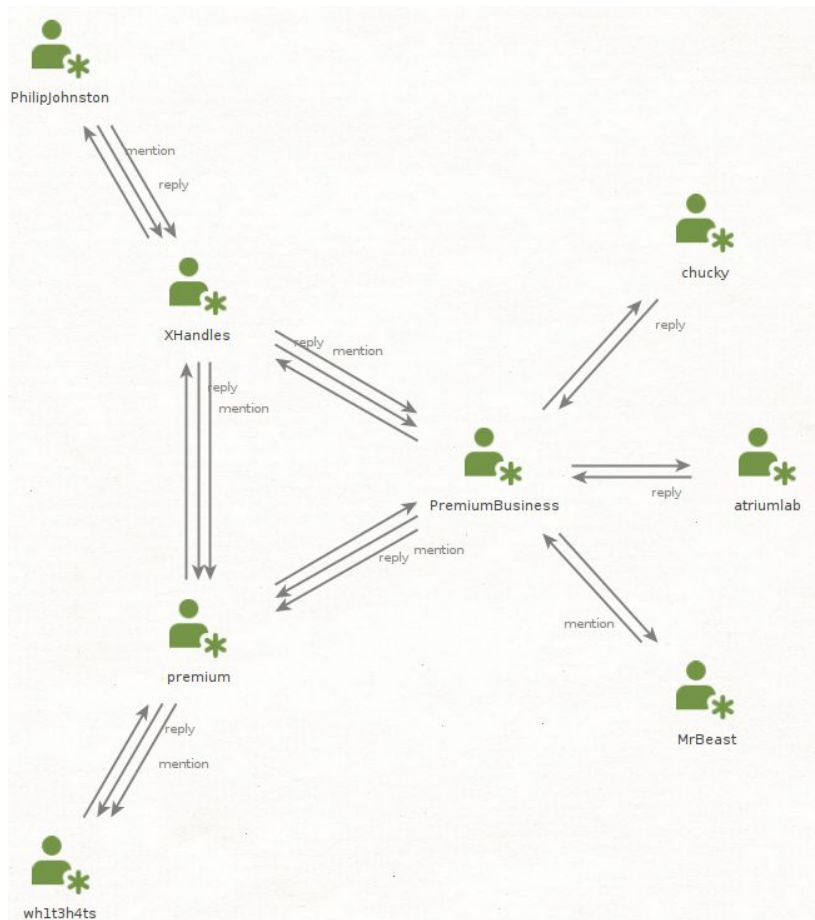 PhilipJohnston
mention
reply
chucky
XHandles
reply
reply
mention
reply
mention
PremiumBusiness
atriumlab
reply
reply
mention
mention
premium
MrBeast
reply
mention
wh1t3h4ts